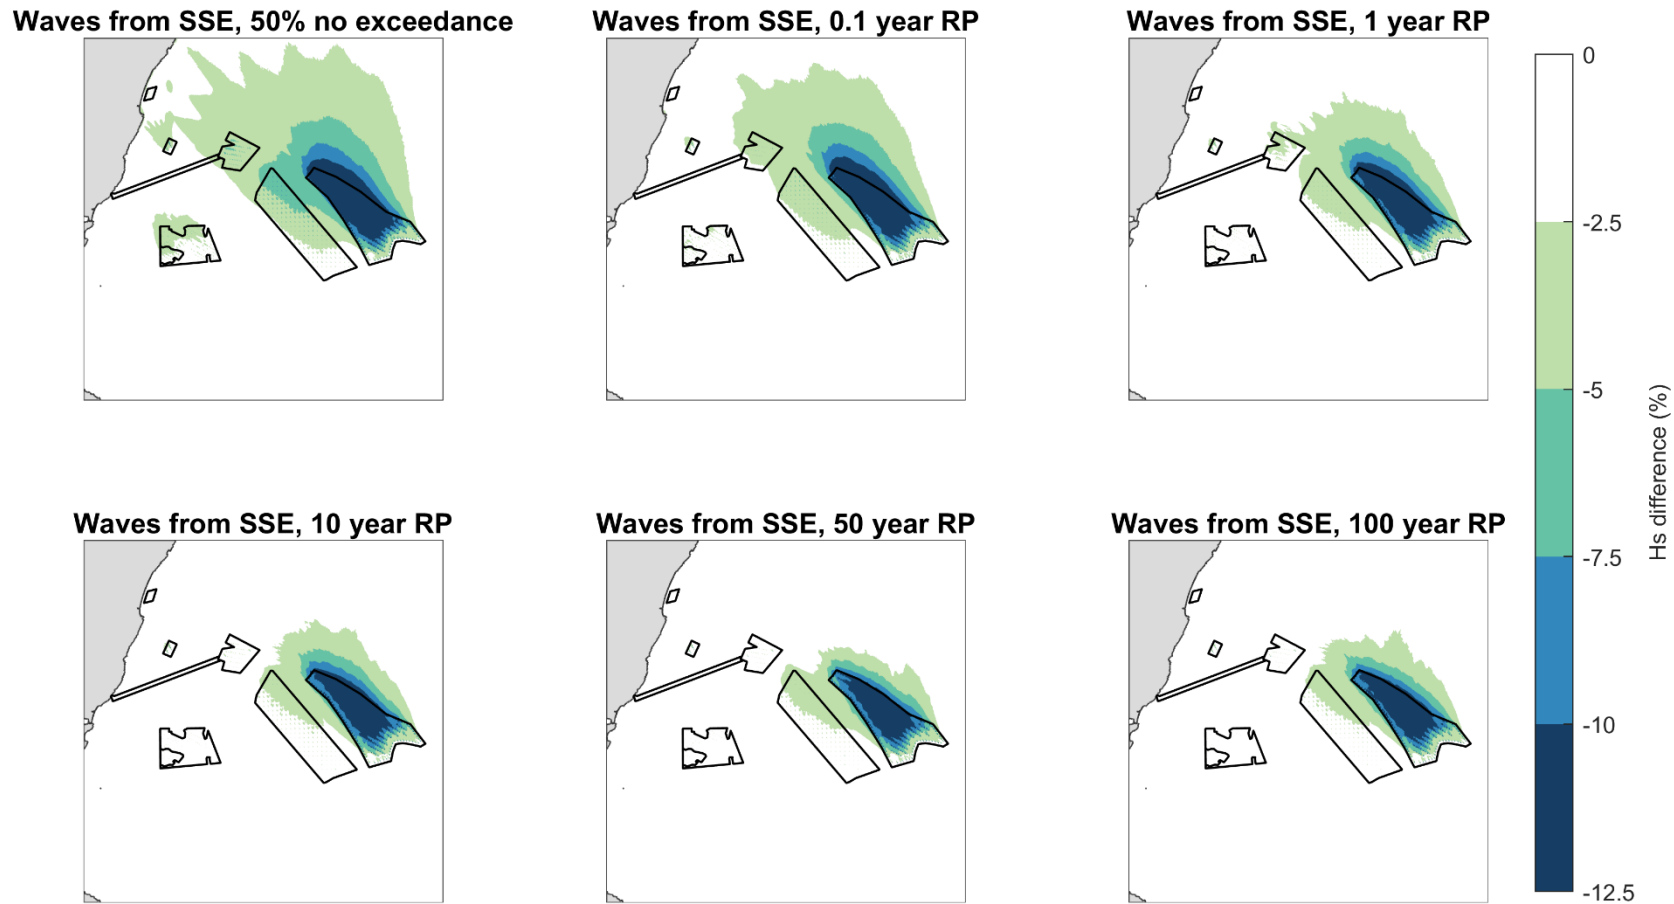 Waves from SSE, 50% no exceedance
Waves from SSE, 0.1 year RP
Waves from SSE, 1 year RP
0
-2.5
-5
-7.5
-10
-12.5
Hs difference (%)
Waves from SSE, 10 year RP
Waves from SSE, 50 year RP
Waves from SSE, 100 year RP